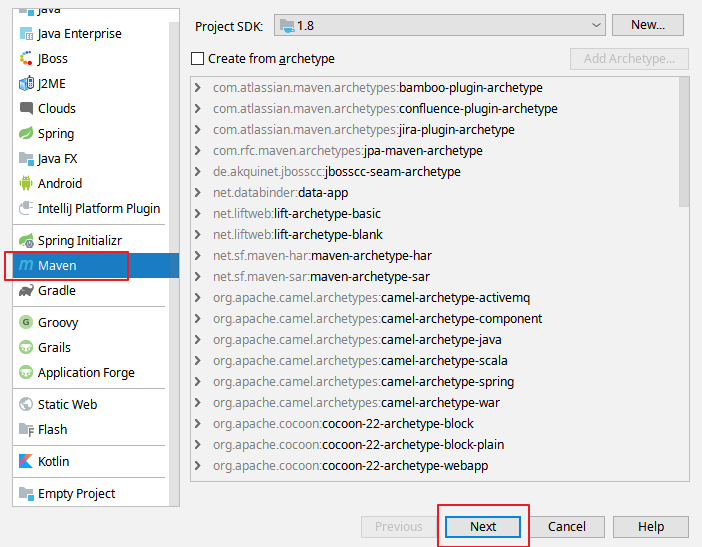 Java
Java Enterprise
JBoss
J2ME
Clouds
Spring
Java FX
Android
IntelliJ Platform Plugin
Spring Initializr
Maven
Gradle
Groovy
Grails
Application Forge
Static Web
Flash
Kotlin
Empty Project
Project SDK: 1.8 New...
Create from archetype Add Archetype...
com.atlassian.maven.archetypes:bamboo-plugin-archetype
com.atlassian.maven.archetypes:confluence-plugin-archetype
com.atlassian.maven.archetypes:jira-plugin-archetype
com.rfc.maven.archetypes:jpa-maven-archetype
de.akquinet.jbosscc:jbosscc-seam-archetype
net.databinder:data-app
net.liftweb:lift-archetype-basic
net.liftweb:lift-archetype-blank
net.sf.maven-har:maven-archetype-har
net.sf.maven-sar:maven-archetype-sar
org.apache.camel.archetypes:camel-archetype-activemq
org.apache.camel.archetypes:camel-archetype-component
org.apache.camel.archetypes:camel-archetype-java
org.apache.camel.archetypes:camel-archetype-scala
org.apache.camel.archetypes:camel-archetype-spring
org.apache.camel.archetypes:camel-archetype-war
org.apache.cocoon:cocoon-22-archetype-block
org.apache.cocoon:cocoon-22-archetype-block-plain
org.apache.cocoon:cocoon-22-archetype-webapp
Previous Next Cancel Help